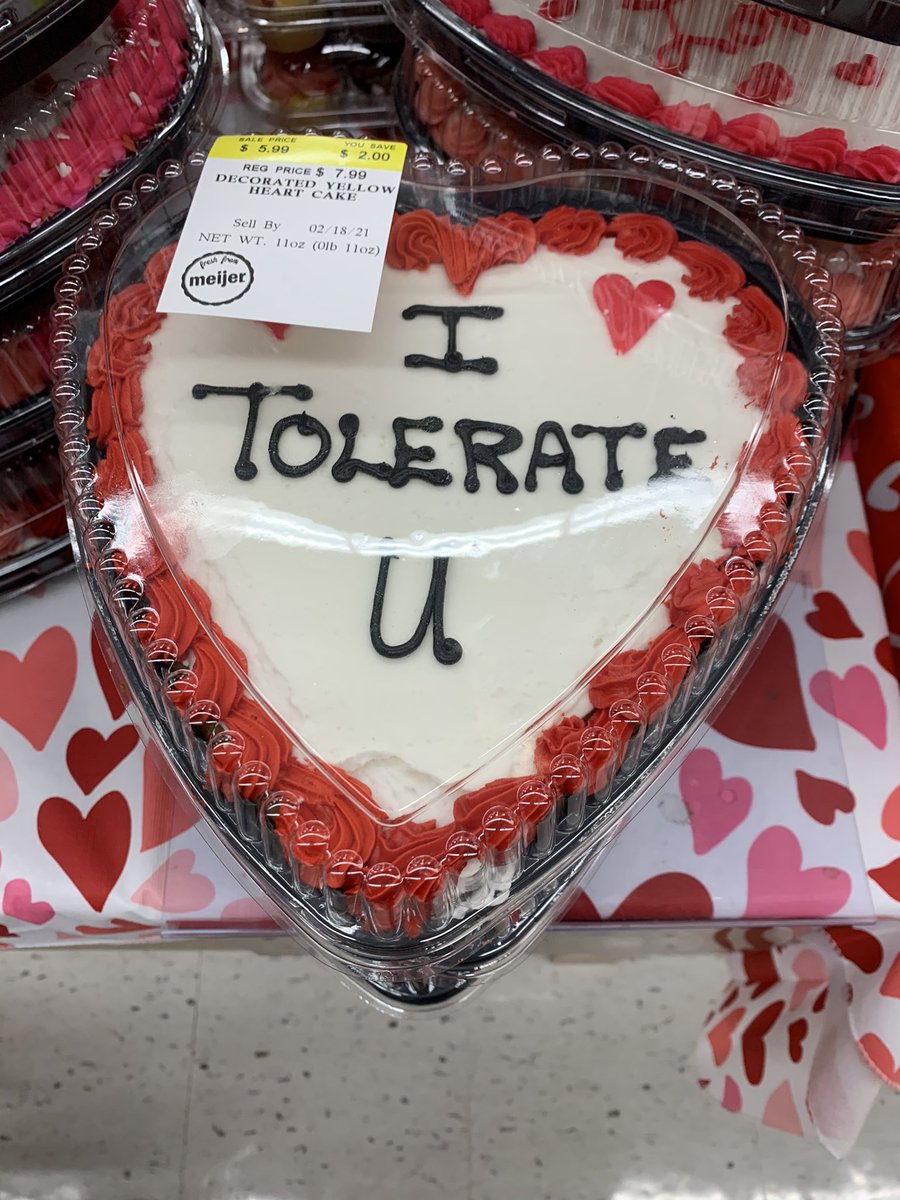 SALE PRICE YOU SAVE
$ 5.99 $ 2.00
REG PRICE $ 7.99
DECORATED YELLOW
HEART CAKE
Sell By 02/18/21
NET WT. 11oz (0lb 11oz)
fresh from
meijer
I
TOLERATE
U